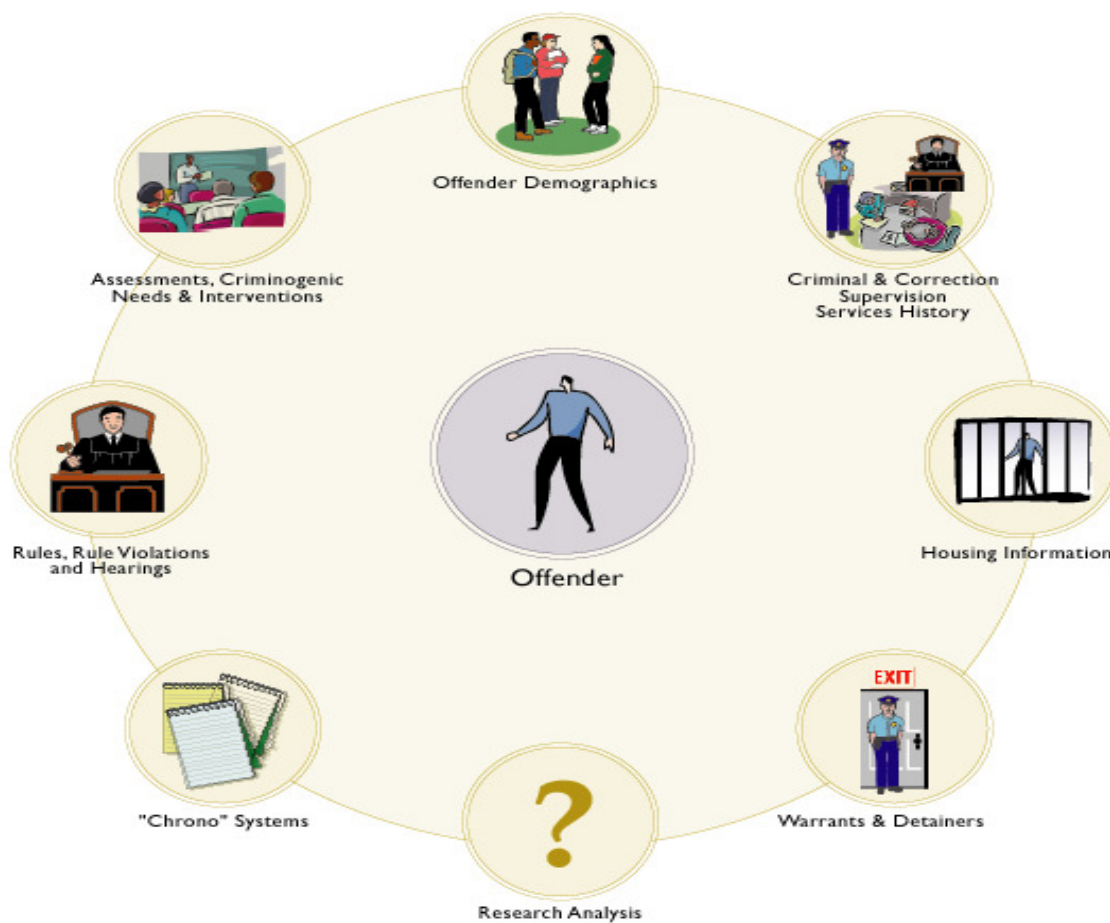 Offender Demographics
Assessments, Criminogenic
Needs & Interventions
Criminal & Correction
Supervision
Services History
Rules, Rule Violations
and Hearings
Offender
Housing Information
EXIT
"Chrono" Systems
Warrants & Detainers
?
Research Analysis